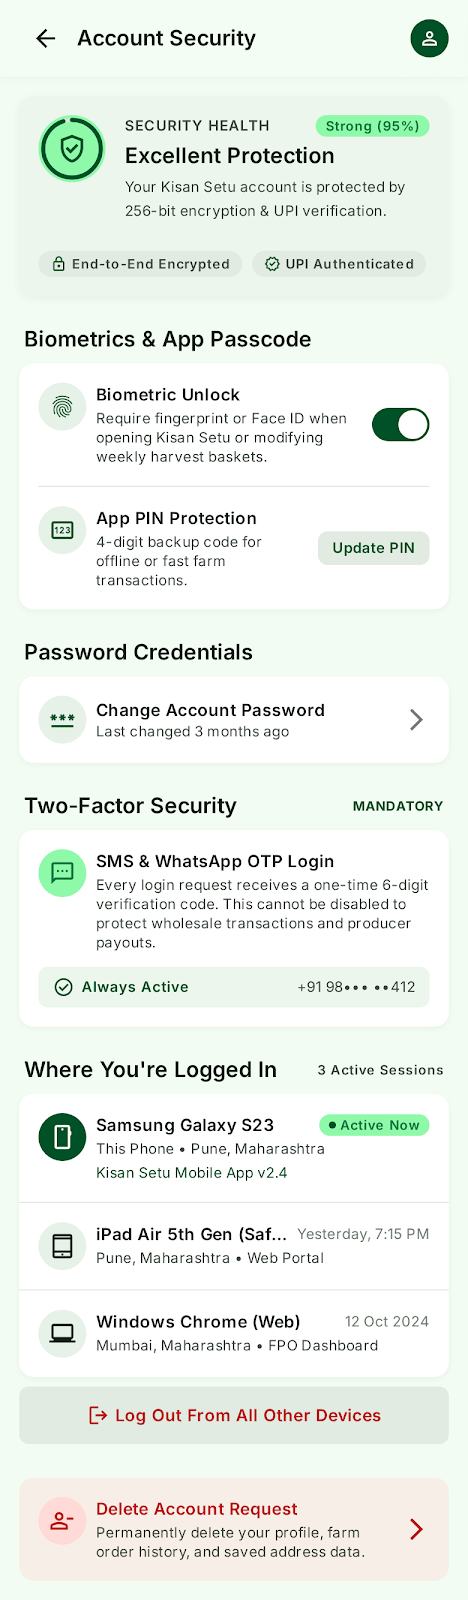 Account Security
SECURITY HEALTH
Strong (95%)
Excellent Protection
Your Kisan Setu account is protected by
256-bit encryption & UPI verification.
End-to-End Encrypted
UPI Authenticated
Biometrics & App Passcode
Biometric Unlock
Require fingerprint or Face ID when
opening Kisan Setu or modifying
weekly harvest baskets.
123
App PIN Protection
4-digit backup code for
offline or fast farm
transactions.
Update PIN
Password Credentials
Change Account Password
Last changed 3 months ago
Two-Factor Security
MANDATORY
SMS & WhatsApp OTP Login
Every login request receives a one-time 6-digit
verification code. This cannot be disabled to
protect wholesale transactions and producer
payouts.
Always Active
+91 98••• ••412
Where You're Logged In
3 Active Sessions
Samsung Galaxy S23
Active Now
This Phone • Pune, Maharashtra
Kisan Setu Mobile App v2.4
iPad Air 5th Gen (Saf...
Yesterday, 7:15 PM
Pune, Maharashtra • Web Portal
Windows Chrome (Web)
12 Oct 2024
Mumbai, Maharashtra • FPO Dashboard
Log Out From All Other Devices
Delete Account Request
Permanently delete your profile, farm
order history, and saved address data.